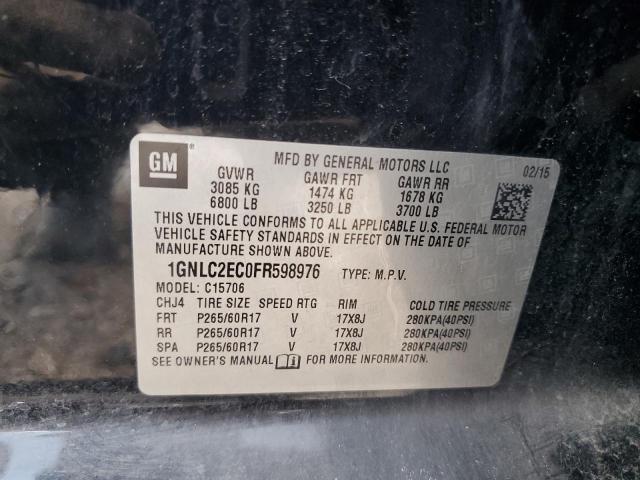 GM
MFD BY GENERAL MOTORS LLC 02/15
GVWR GAWR FRT GAWR RR
3085 KG 1474 KG 1678 KG
6800 LB 3250 LB 3700 LB
THIS VEHICLE CONFORMS TO ALL APPLICABLE U.S. FEDERAL MOTOR
VEHICLE SAFETY STANDARDS IN EFFECT ON THE DATE OF
MANUFACTURE SHOWN ABOVE.
1GNLC2EC0FR598976 TYPE: M.P.V.
MODEL: C15706
CHJ4 TIRE SIZE SPEED RTG RIM COLD TIRE PRESSURE
FRT P265/60R17 V 17X8J 280KPA(40PSI)
RR P265/60R17 V 17X8J 280KPA(40PSI)
SPA P265/60R17 V 17X8J 280KPA(40PSI)
SEE OWNER'S MANUAL FOR MORE INFORMATION.